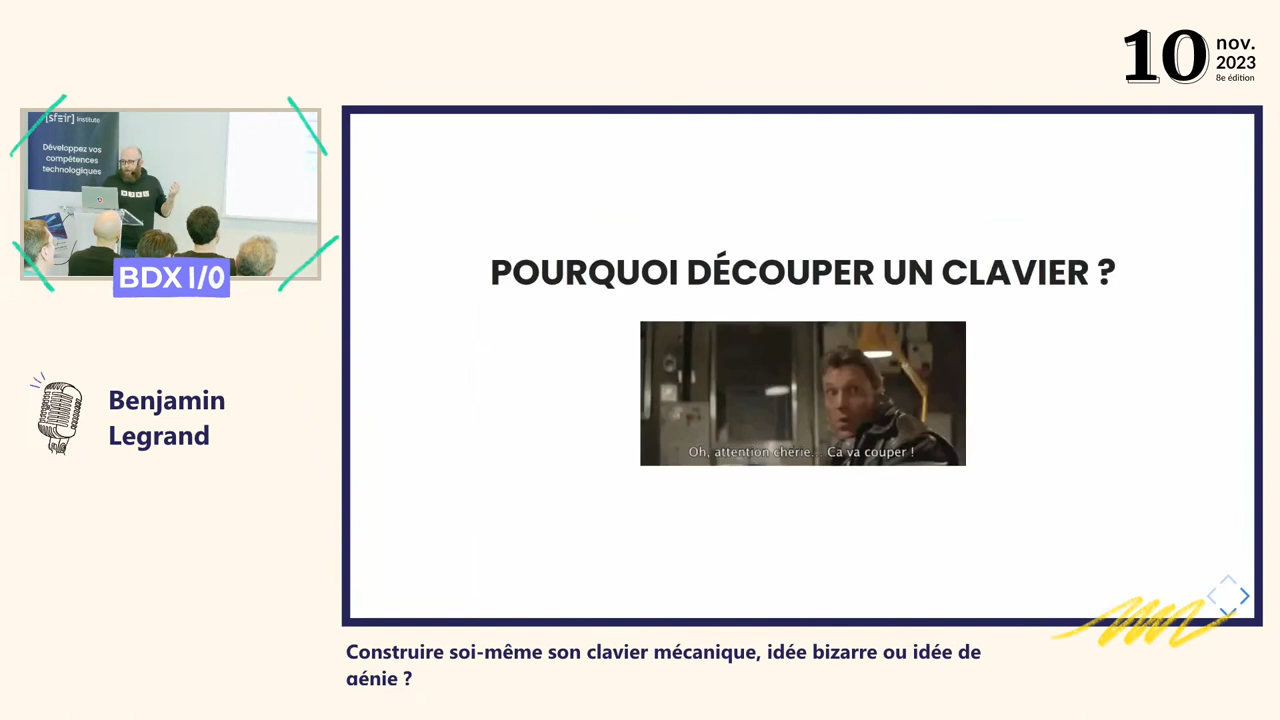 10
nov.
2023
8e édition
[sfeir] Institute
Développez vos
compétences
technologiques
BDX I/O
POURQUOI DÉCOUPER UN CLAVIER ?
Oh, attention chérie... Ça va couper !
Benjamin
Legrand
Construire soi-même son clavier mécanique, idée bizarre ou idée de
génie ?